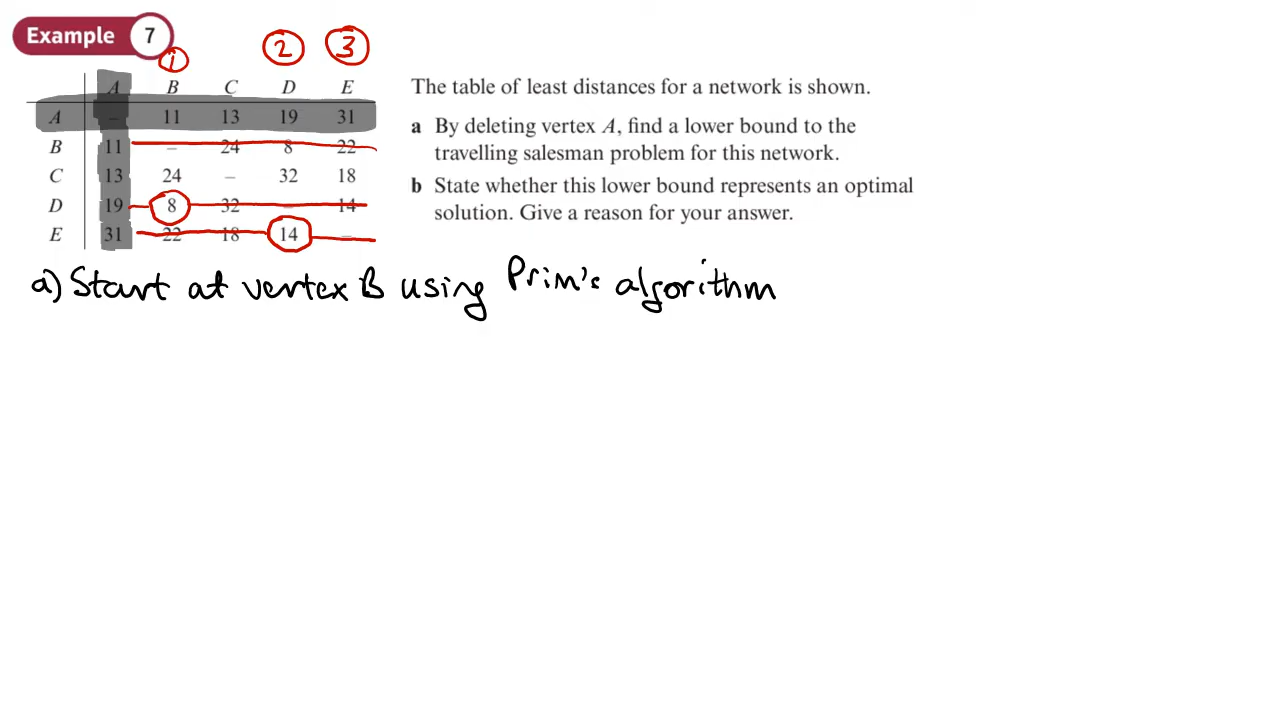 Example 7
1 2 3
A B C D E
A – 11 13 19 31
B 11 – 24 8 22
C 13 24 – 32 18
D 19 8 32 – 14
E 31 22 18 14 –
The table of least distances for a network is shown.
a By deleting vertex A, find a lower bound to the
travelling salesman problem for this network.
b State whether this lower bound represents an optimal
solution. Give a reason for your answer.
a) Start at vertex B using Prim's algorithm